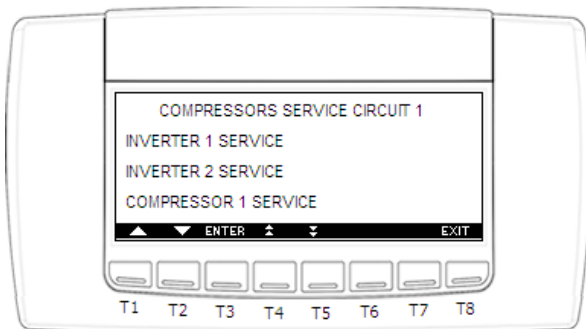 COMPRESSORS SERVICE CIRCUIT 1
INVERTER 1 SERVICE
INVERTER 2 SERVICE
COMPRESSOR 1 SERVICE
ENTER EXIT
T1 T2 T3 T4 T5 T6 T7 T8